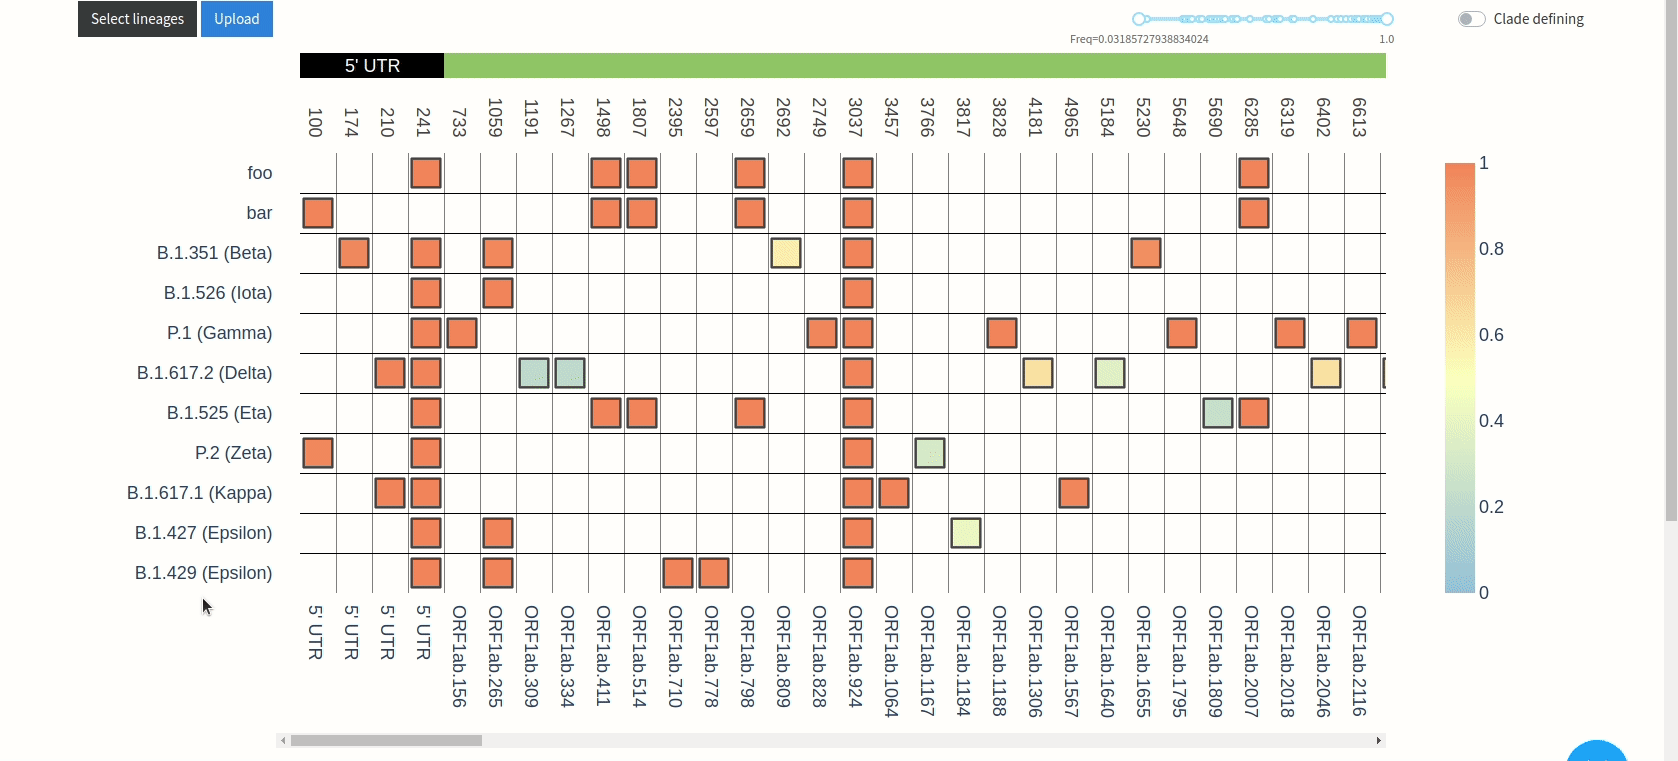 Select lineages Upload Clade defining
Freq=0.03185727938834024 1.0
5' UTR
100 174 210 241 733 1059 1191 1267 1498 1807 2395 2597 2659 2692 2749 3037 3457 3766 3817 3828 4181 4965 5184 5230 5648 5690 6285 6319 6402 6613
foo
bar
B.1.351 (Beta)
B.1.526 (Iota)
P.1 (Gamma)
B.1.617.2 (Delta)
B.1.525 (Eta)
P.2 (Zeta)
B.1.617.1 (Kappa)
B.1.427 (Epsilon)
B.1.429 (Epsilon)
1
0.8
0.6
0.4
0.2
0
5' UTR 5' UTR 5' UTR 5' UTR ORF1ab.156 ORF1ab.265 ORF1ab.309 ORF1ab.334 ORF1ab.411 ORF1ab.514 ORF1ab.710 ORF1ab.778 ORF1ab.798 ORF1ab.809 ORF1ab.828 ORF1ab.924 ORF1ab.1064 ORF1ab.1167 ORF1ab.1184 ORF1ab.1188 ORF1ab.1306 ORF1ab.1567 ORF1ab.1640 ORF1ab.1655 ORF1ab.1795 ORF1ab.1809 ORF1ab.2007 ORF1ab.2018 ORF1ab.2046 ORF1ab.2116